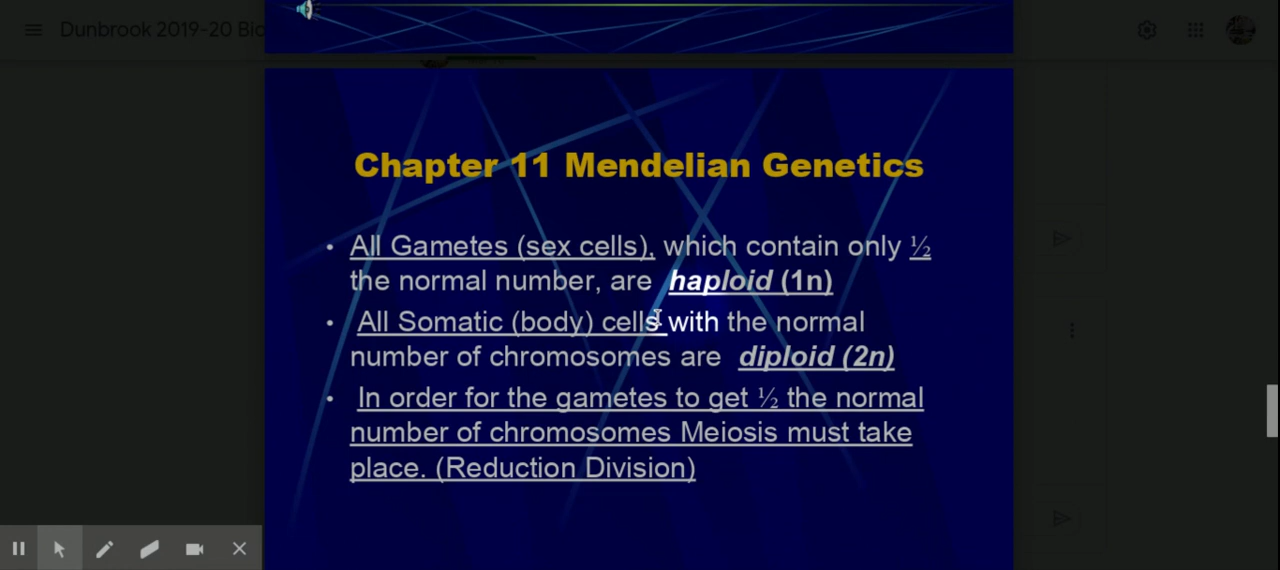 Dunbrook 2019-20 Bio
Chapter 11 Mendelian Genetics
• All Gametes (sex cells), which contain only ½
the normal number, are haploid (1n)
• All Somatic (body) cells with the normal
number of chromosomes are diploid (2n)
• In order for the gametes to get ½ the normal
number of chromosomes Meiosis must take
place. (Reduction Division)